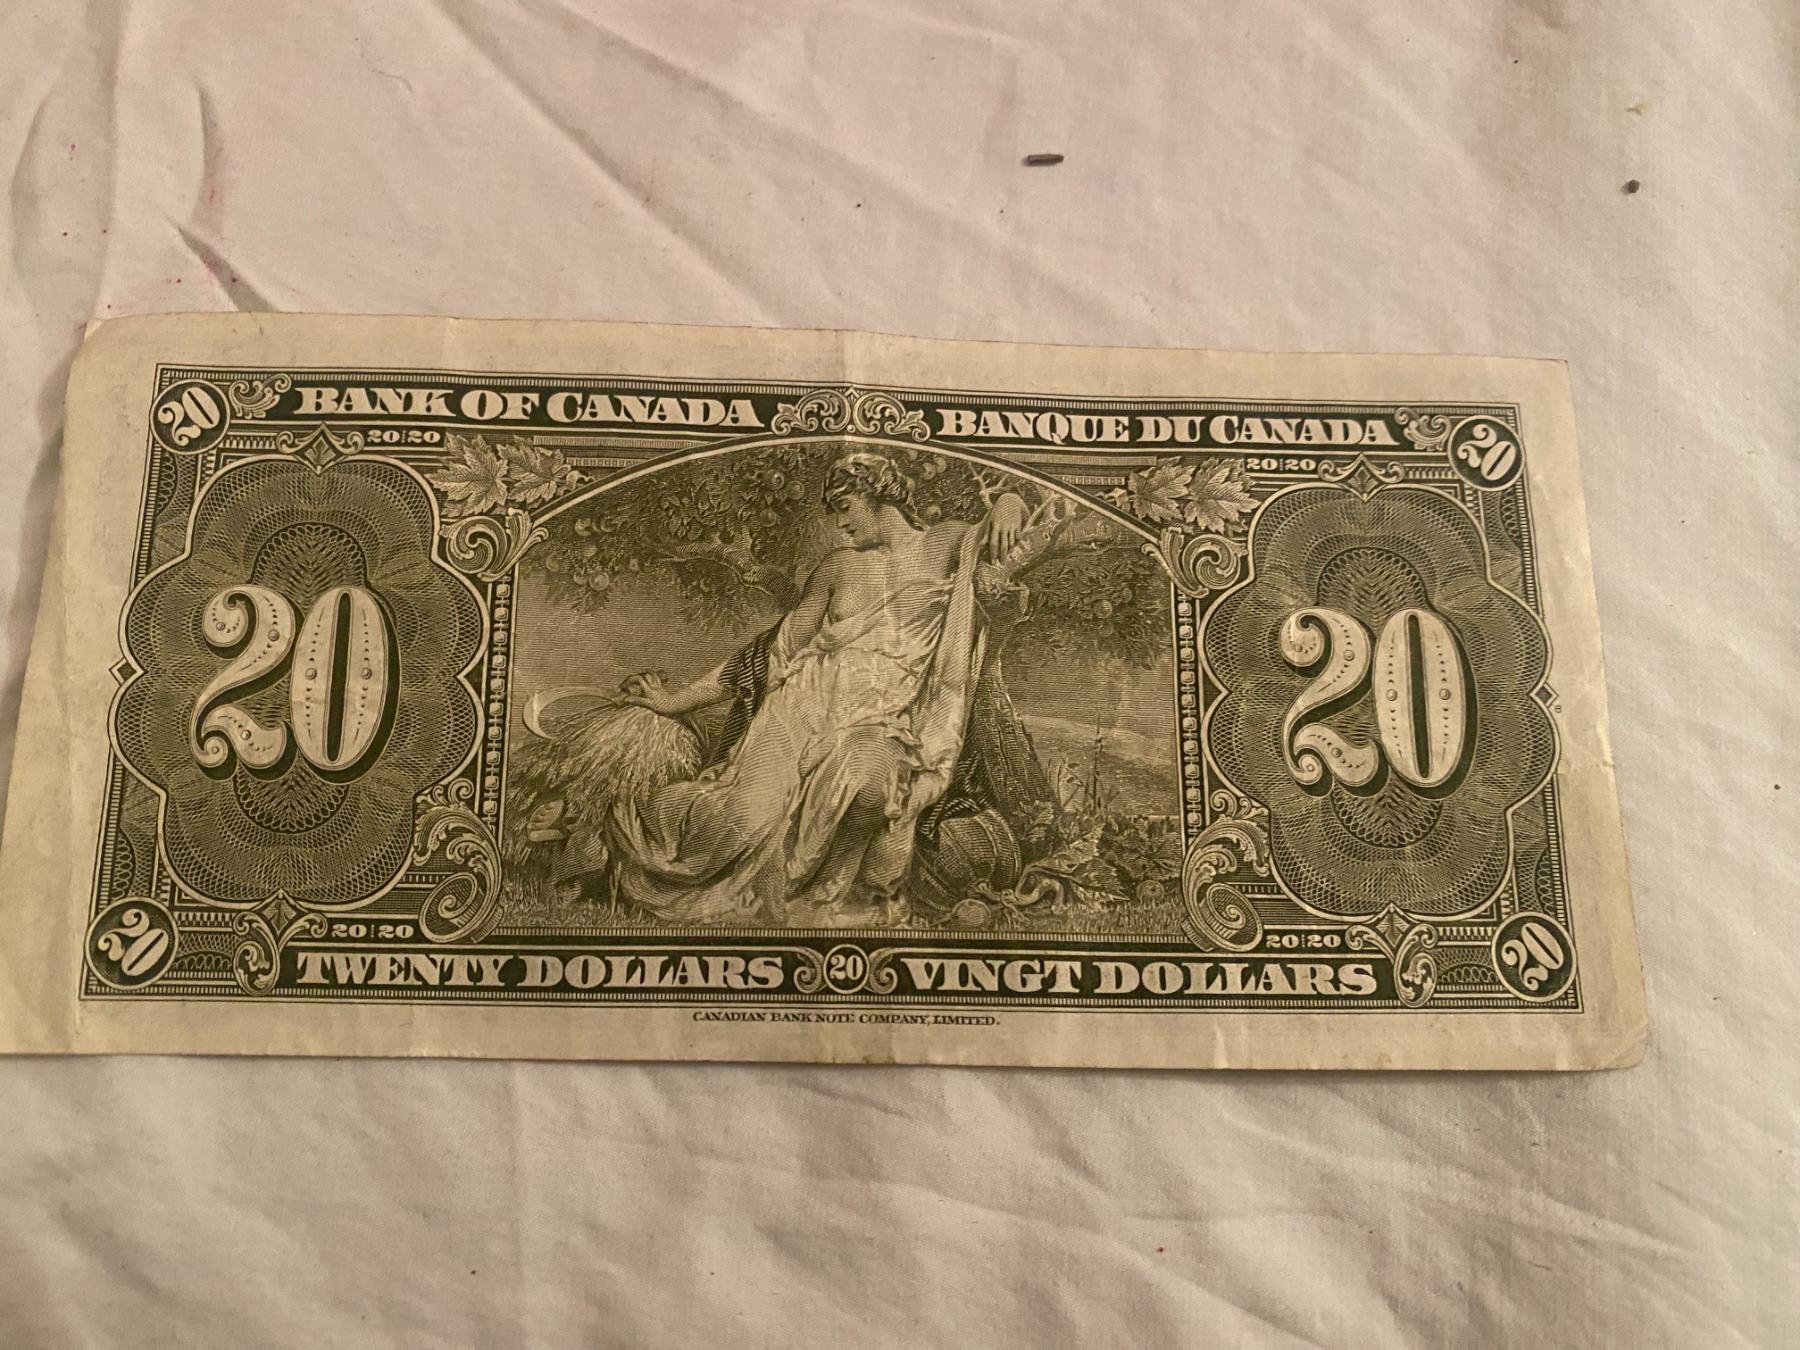 20 BANK OF CANADA BANQUE DU CANADA 20
20 20 20 20
20 20
20 20 20 20
20 TWENTY DOLLARS 20 VINGT DOLLARS 20
CANADIAN BANK NOTE COMPANY, LIMITED.